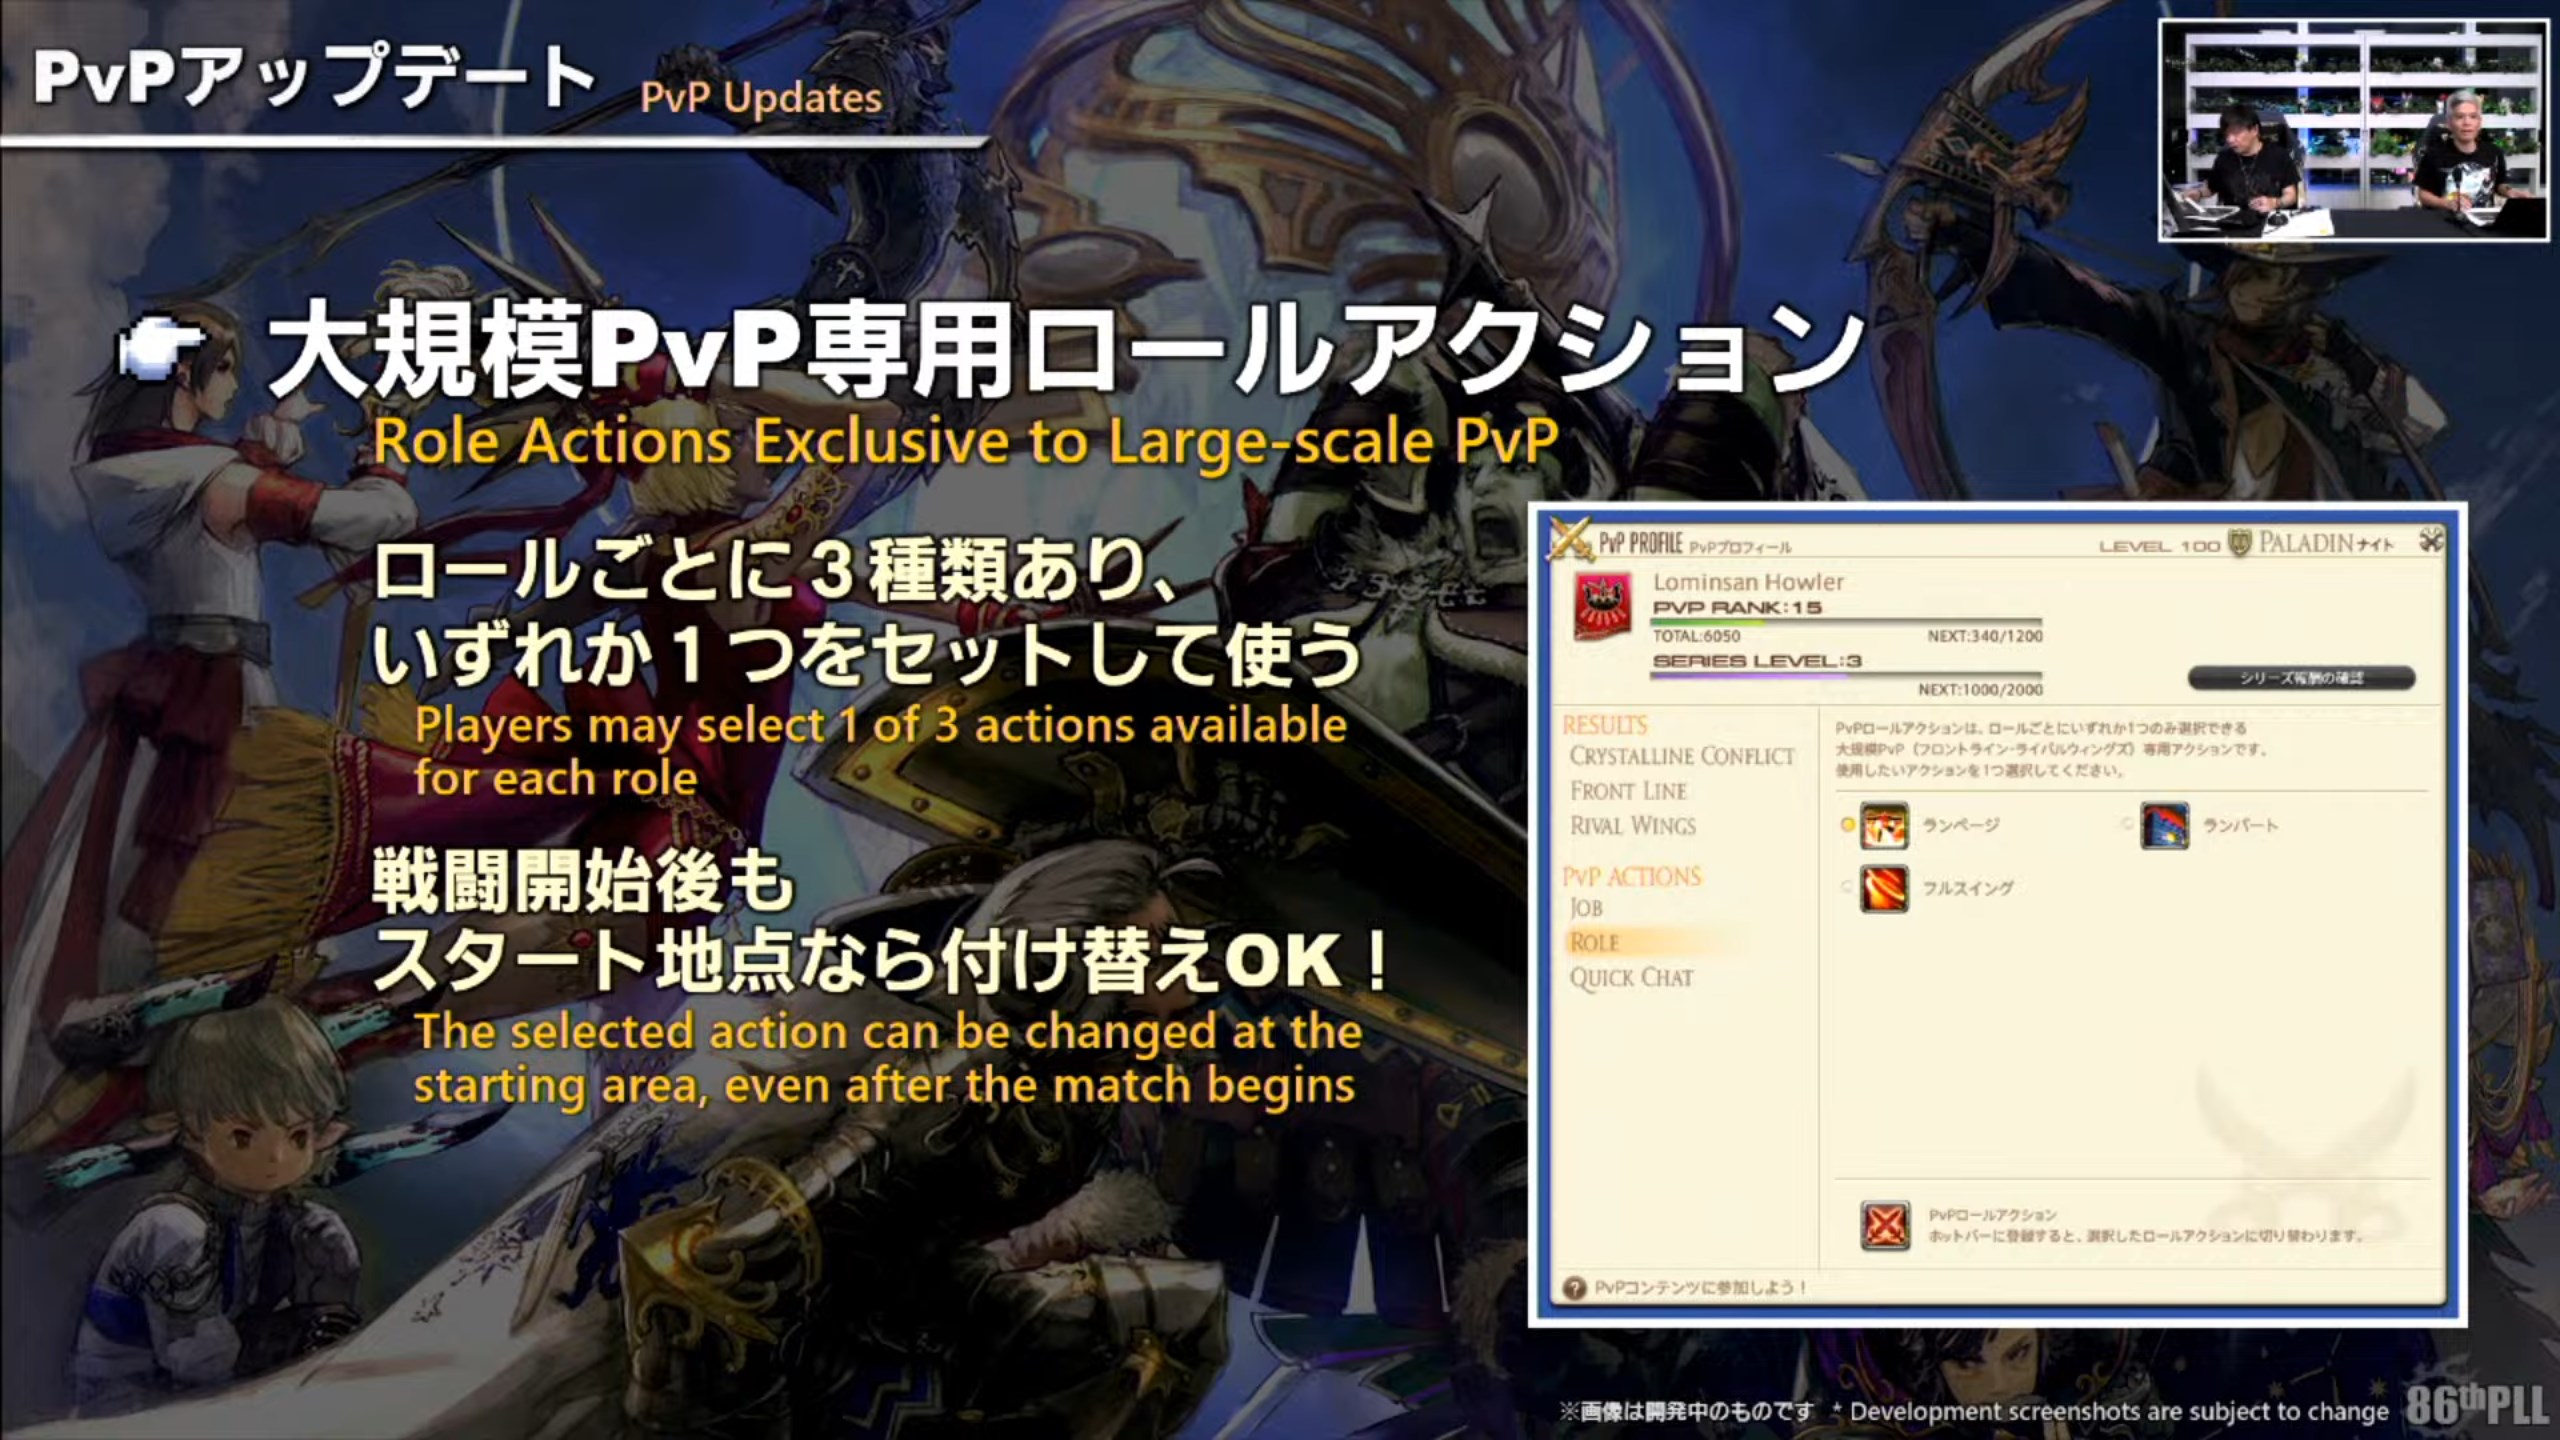 PvPアップデート PvP Updates
大規模PvP専用ロールアクション
Role Actions Exclusive to Large-scale PvP
ロールごとに３種類あり、
いずれか１つをセットして使う
Players may select 1 of 3 actions available
for each role
戦闘開始後も
スタート地点なら付け替えOK！
The selected action can be changed at the
starting area, even after the match begins
PVP PROFILE PvPプロフィール
LEVEL 100 PALADIN ナイト
Lominsan Howler
PVP RANK:15
TOTAL:6050 NEXT:340/1200
SERIES LEVEL:3
NEXT:1000/2000
シリーズ報酬の確認
RESULTS
CRYSTALLINE CONFLICT
FRONT LINE
RIVAL WINGS
PVP ACTIONS
JOB
ROLE
QUICK CHAT
PvPロールアクションは、ロールごとにいずれか1つのみ選択できる
大規模PvP（フロントライン･ライバルウィングズ）専用アクションです。
使用したいアクションを1つ選択してください。
ランページ
ランパート
フルスイング
PvPロールアクション
ホットバーに登録すると、選択したロールアクションに切り替わります。
? PvPコンテンツに参加しよう！
※画像は開発中のものです * Development screenshots are subject to change
86thPLL